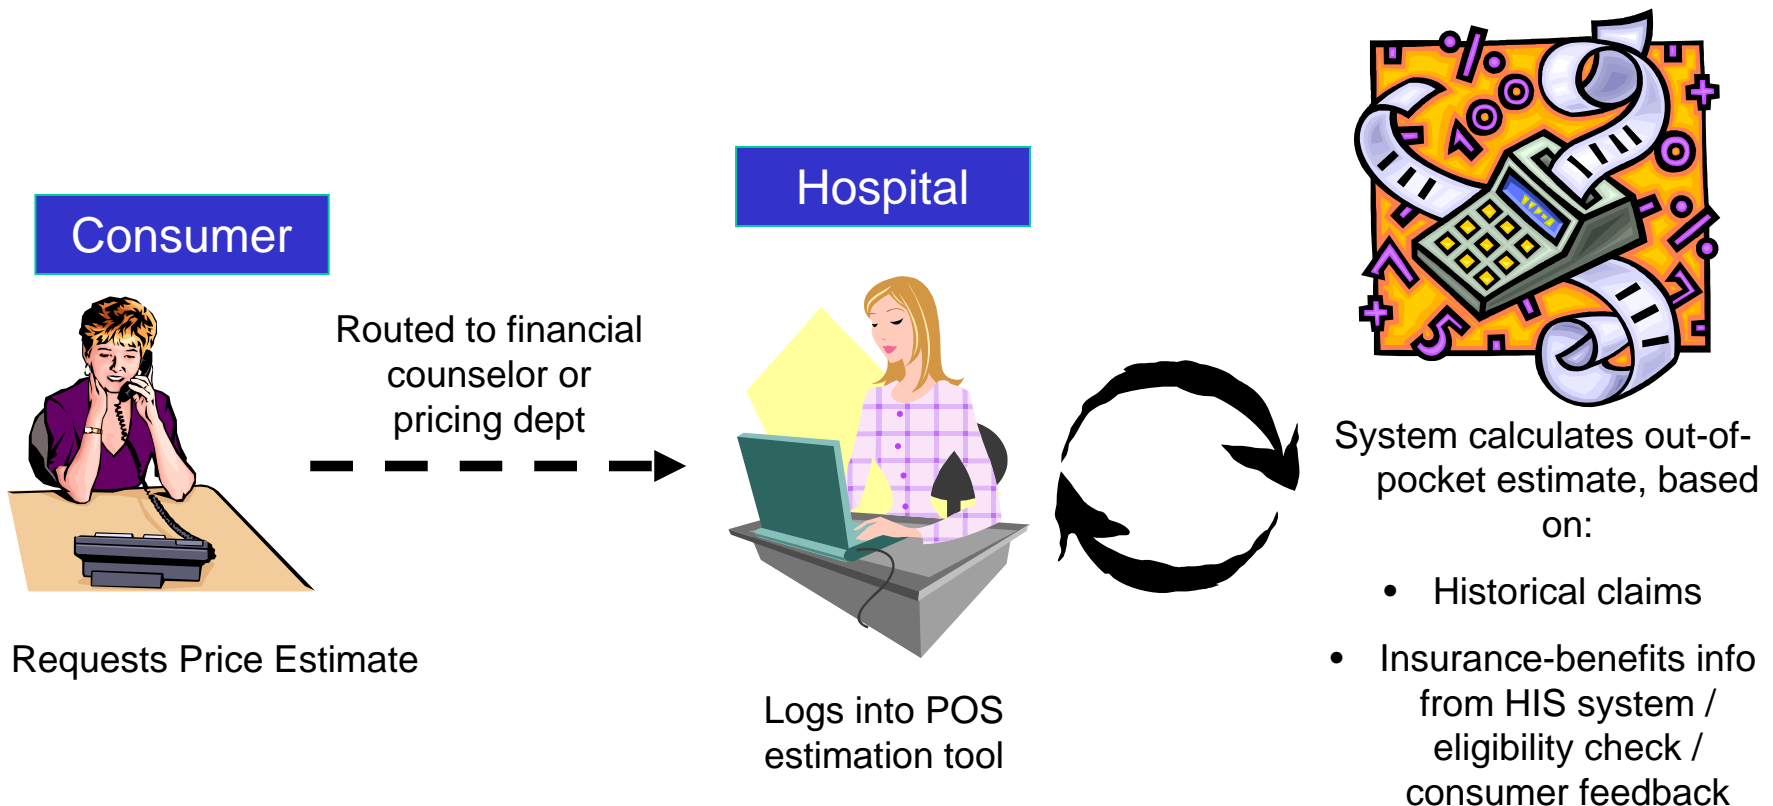 Consumer
Requests Price Estimate
Routed to financial
counselor or
pricing dept
Hospital
Logs into POS
estimation tool
System calculates out-of-
pocket estimate, based
on:
• Historical claims
• Insurance-benefits info
from HIS system /
eligibility check /
consumer feedback